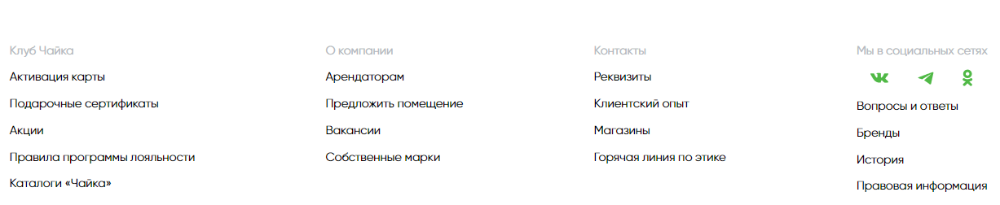 Клуб Чайка
Активация карты
Подарочные сертификаты
Акции
Правила программы лояльности
Каталоги «Чайка»
О компании
Арендаторам
Предложить помещение
Вакансии
Собственные марки
Контакты
Реквизиты
Клиентский опыт
Магазины
Горячая линия по этике
Мы в социальных сетях
Вопросы и ответы
Бренды
История
Правовая информация